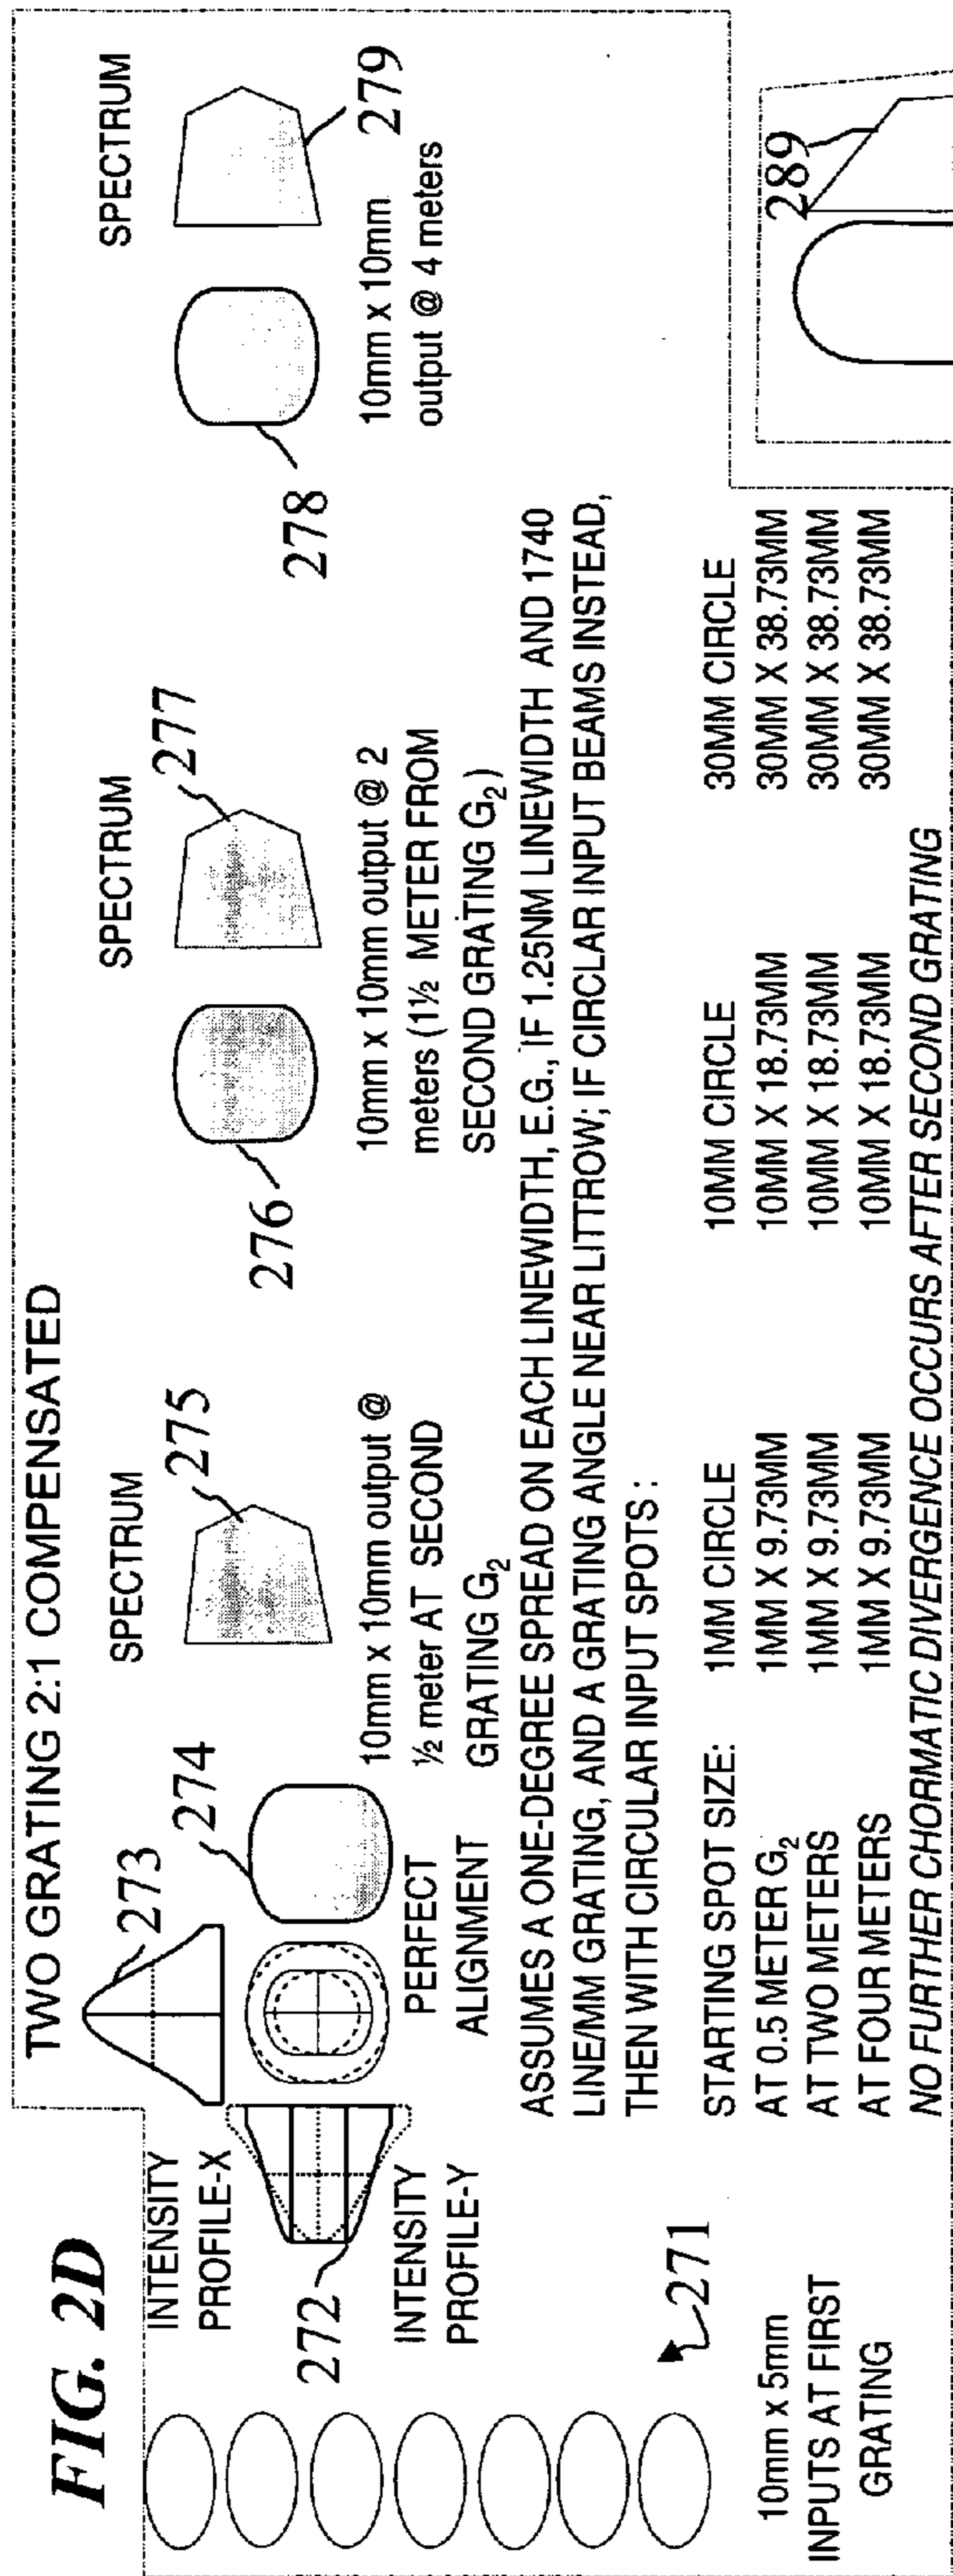 FIG. 2D
TWO GRATING 2:1 COMPENSATED
INTENSITY
PROFILE-X
273
272
INTENSITY
PROFILE-Y
274
PERFECT
ALIGNMENT
SPECTRUM
275
10mm x 10mm output @
½ meter AT SECOND
GRATING G₂
276
SPECTRUM
277
10mm x 10mm output @ 2
meters (1½ METER FROM
SECOND GRATING G₂)
278
SPECTRUM
279
10mm x 10mm
output @ 4 meters
271
10mm x 5mm
INPUTS AT FIRST
GRATING
ASSUMES A ONE-DEGREE SPREAD ON EACH LINEWIDTH, E.G., IF 1.25NM LINEWIDTH AND 1740
LINE/MM GRATING, AND A GRATING ANGLE NEAR LITTROW; IF CIRCLAR INPUT BEAMS INSTEAD,
THEN WITH CIRCULAR INPUT SPOTS :
STARTING SPOT SIZE: 1MM CIRCLE 10MM CIRCLE 30MM CIRCLE
AT 0.5 METER G₂ 1MM X 9.73MM 10MM X 18.73MM 30MM X 38.73MM
AT TWO METERS 1MM X 9.73MM 10MM X 18.73MM 30MM X 38.73MM
AT FOUR METERS 1MM X 9.73MM 10MM X 18.73MM 30MM X 38.73MM
NO FURTHER CHORMATIC DIVERGENCE OCCURS AFTER SECOND GRATING
289